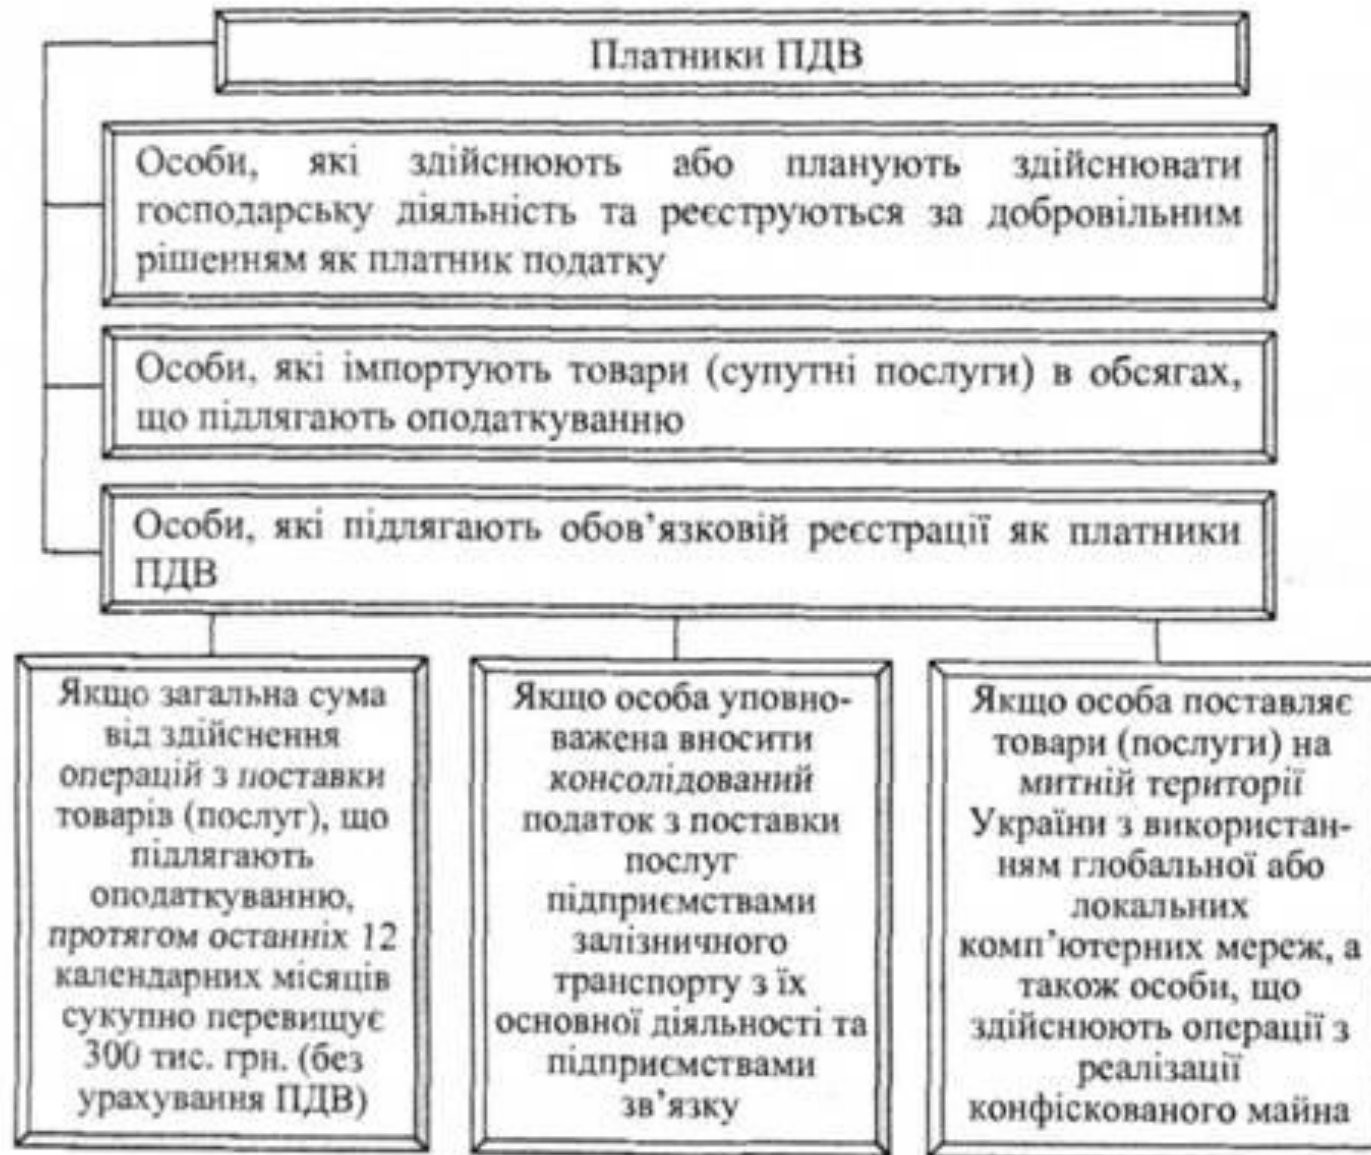 Платники ПДВ
Особи, які здійснюють або планують здійснювати
господарську діяльність та реєструються за добровільним
рішенням як платник податку
Особи, які імпортують товари (супутні послуги) в обсягах,
що підлягають оподаткуванню
Особи, які підлягають обов’язковій реєстрації як платники
ПДВ
Якщо загальна сума
від здійснення
операцій з поставки
товарів (послуг), що
підлягають
оподаткуванню,
протягом останніх 12
календарних місяців
сукупно перевищує
300 тис. грн. (без
урахування ПДВ)
Якщо особа уповно-
важена вносити
консолідований
податок з поставки
послуг
підприємствами
залізничного
транспорту з їх
основної діяльності та
підприємствами
зв’язку
Якщо особа поставляє
товари (послуги) на
митній території
України з використан-
ням глобальної або
локальних
комп’ютерних мереж, а
також особи, що
здійснюють операції з
реалізації
конфіскованого майна